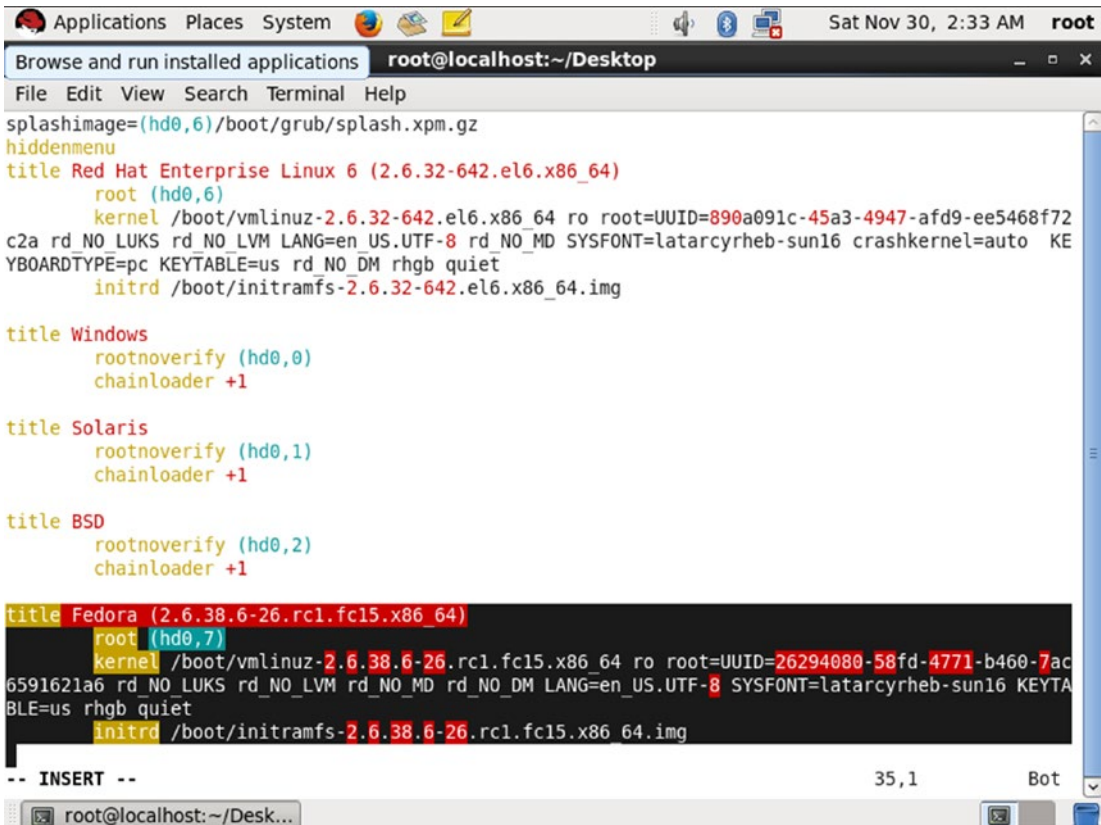 Applications Places System Sat Nov 30, 2:33 AM root
Browse and run installed applications root@localhost:~/Desktop
File Edit View Search Terminal Help
splashimage=(hd0,6)/boot/grub/splash.xpm.gz
hiddenmenu
title Red Hat Enterprise Linux 6 (2.6.32-642.el6.x86_64)
root (hd0,6)
kernel /boot/vmlinuz-2.6.32-642.el6.x86_64 ro root=UUID=890a091c-45a3-4947-afd9-ee5468f72
c2a rd_NO_LUKS rd_NO_LVM LANG=en_US.UTF-8 rd_NO_MD SYSFONT=latarcyrheb-sun16 crashkernel=auto KE
YBOARDTYPE=pc KEYTABLE=us rd_NO_DM rhgb quiet
initrd /boot/initramfs-2.6.32-642.el6.x86_64.img
title Windows
rootnoverify (hd0,0)
chainloader +1
title Solaris
rootnoverify (hd0,1)
chainloader +1
title BSD
rootnoverify (hd0,2)
chainloader +1
title Fedora (2.6.38.6-26.rc1.fc15.x86_64)
root (hd0,7)
kernel /boot/vmlinuz-2.6.38.6-26.rc1.fc15.x86_64 ro root=UUID=26294080-58fd-4771-b460-7ac
6591621a6 rd_NO_LUKS rd_NO_LVM rd_NO_MD rd_NO_DM LANG=en_US.UTF-8 SYSFONT=latarcyrheb-sun16 KEYTA
BLE=us rhgb quiet
initrd /boot/initramfs-2.6.38.6-26.rc1.fc15.x86_64.img
-- INSERT -- 35,1 Bot
root@localhost:~/Desk...